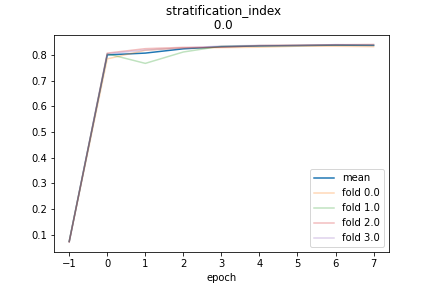 stratification_index
0.0
0.8
0.7
0.6
0.5
0.4
0.3
0.2
0.1
mean
fold 0.0
fold 1.0
fold 2.0
fold 3.0
−1 0 1 2 3 4 5 6 7
epoch